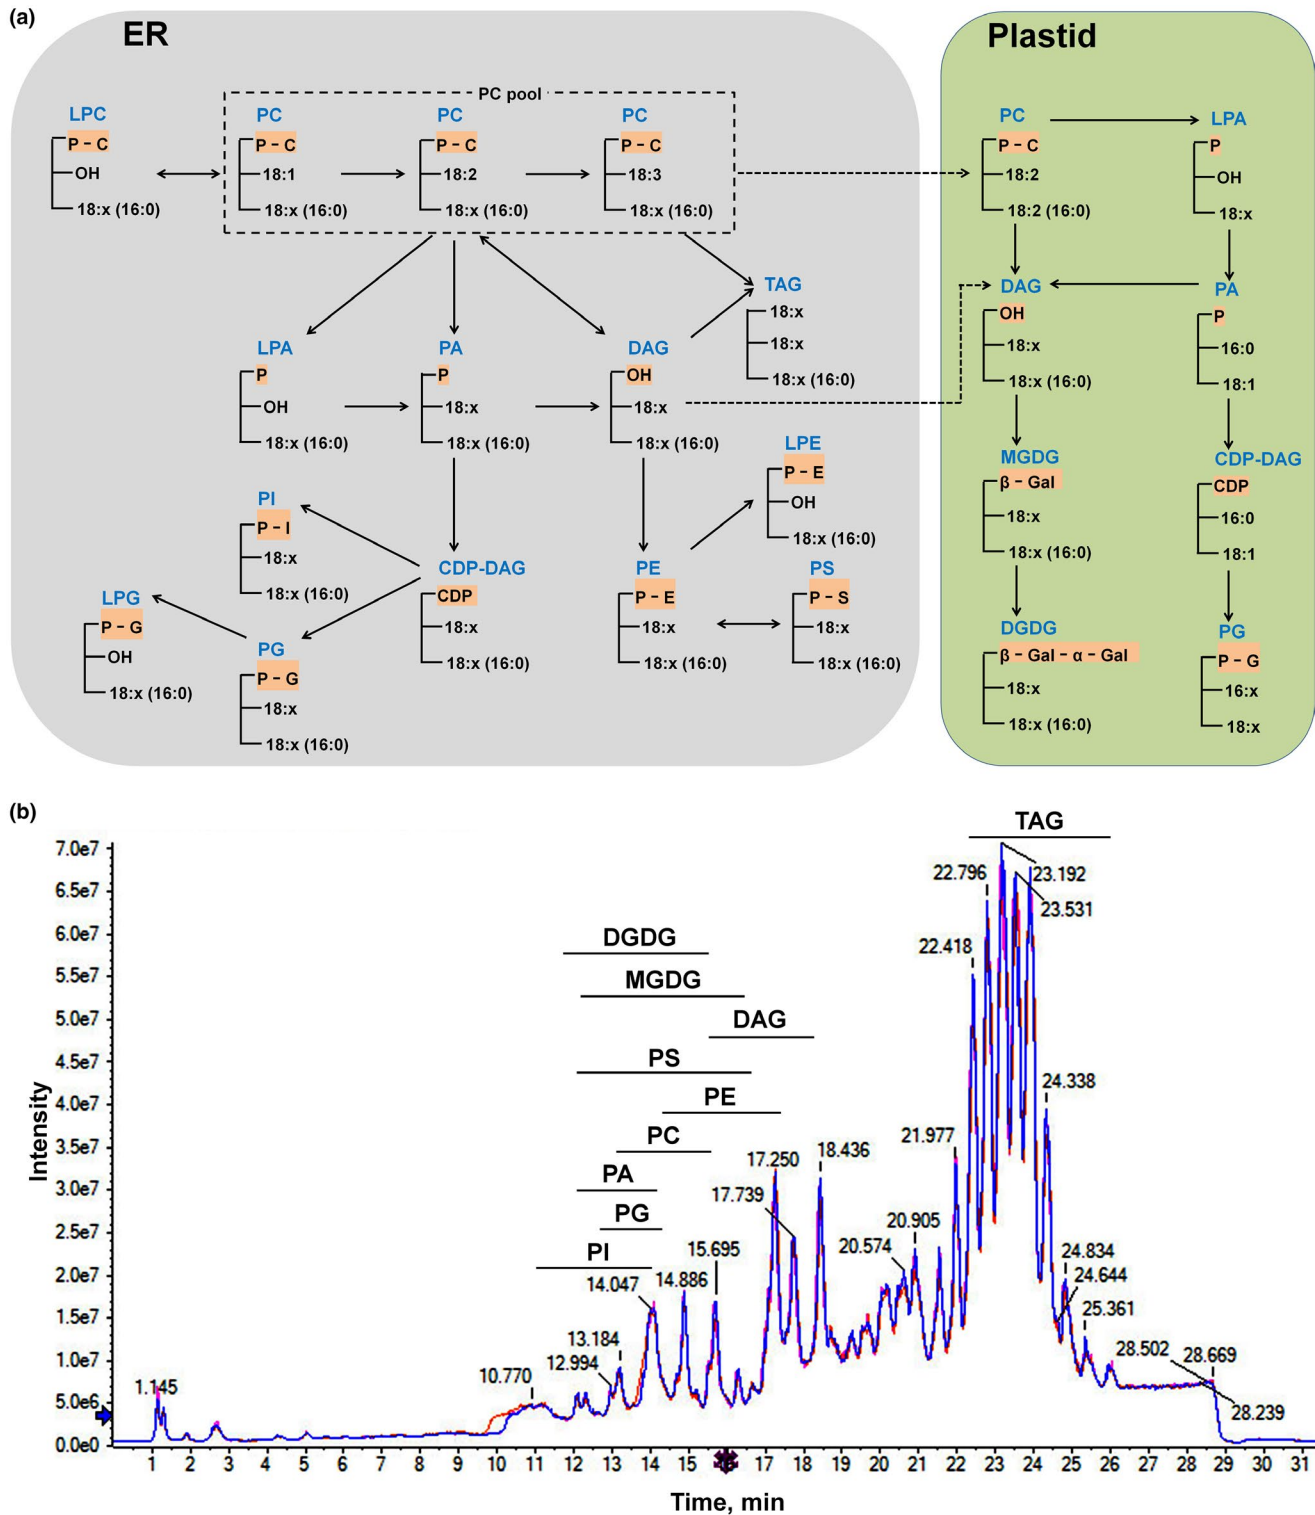 (a)
ER
Plastid
PC pool
LPC
P – C
OH
18:x (16:0)
PC
P – C
18:1
18:x (16:0)
PC
P – C
18:2
18:x (16:0)
PC
P – C
18:3
18:x (16:0)
PC
P – C
18:2
18:2 (16:0)
LPA
P
OH
18:x
TAG
18:x
18:x
18:x (16:0)
LPA
P
OH
18:x (16:0)
PA
P
18:x
18:x (16:0)
DAG
OH
18:x
18:x (16:0)
DAG
OH
18:x
18:x (16:0)
PA
P
16:0
18:1
LPE
P – E
OH
18:x (16:0)
PI
P – I
18:x
18:x (16:0)
CDP-DAG
CDP
18:x
18:x (16:0)
PE
P – E
18:x
18:x (16:0)
PS
P – S
18:x
18:x (16:0)
LPG
P – G
OH
18:x (16:0)
PG
P – G
18:x
18:x (16:0)
MGDG
β – Gal
18:x
18:x (16:0)
CDP-DAG
CDP
16:0
18:1
DGDG
β – Gal – α – Gal
18:x
18:x (16:0)
PG
P – G
16:x
18:x
(b)
TAG
DGDG
MGDG
DAG
PS
PE
PC
PA
PG
PI
Intensity
7.0e7
6.5e7
6.0e7
5.5e7
5.0e7
4.5e7
4.0e7
3.5e7
3.0e7
2.5e7
2.0e7
1.5e7
1.0e7
5.0e6
0.0e0
1.145
10.770
12.994
13.184
14.047
14.886
15.695
17.250
17.739
18.436
20.574
20.905
21.977
22.418
22.796
23.192
23.531
24.338
24.834
24.644
25.361
28.502
28.669
28.239
1 2 3 4 5 6 7 8 9 10 11 12 13 14 15 17 18 19 20 21 22 23 24 25 26 27 28 29 30 31
Time, min